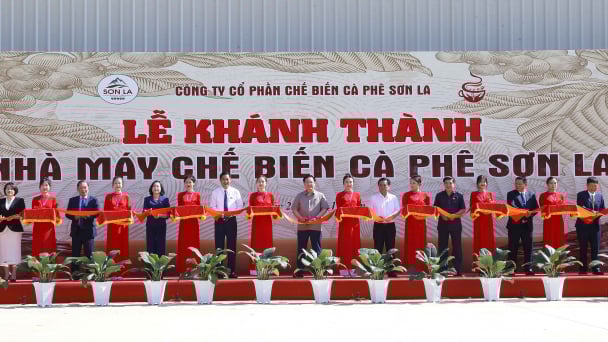 SƠN LA
CÔNG TY CỔ PHẦN CHẾ BIẾN CÀ PHÊ SƠN LA
LỄ KHÁNH THÀNH
NHÀ MÁY CHẾ BIẾN CÀ PHÊ SƠN LA